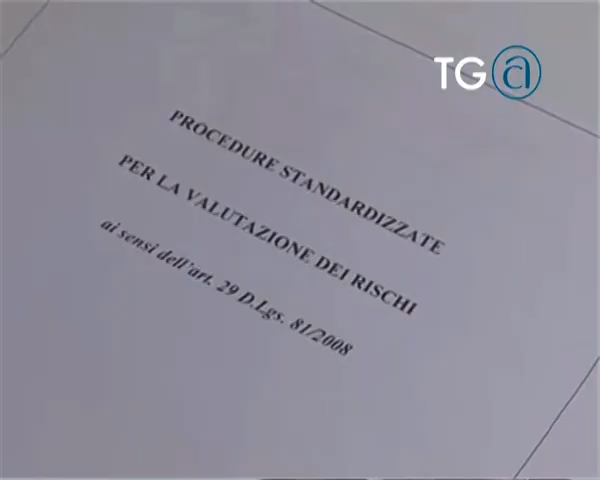 TG@
PROCEDURE STANDARDIZZATE
PER LA VALUTAZIONE DEI RISCHI
ai sensi dell'art. 29 D.Lgs. 81/2008